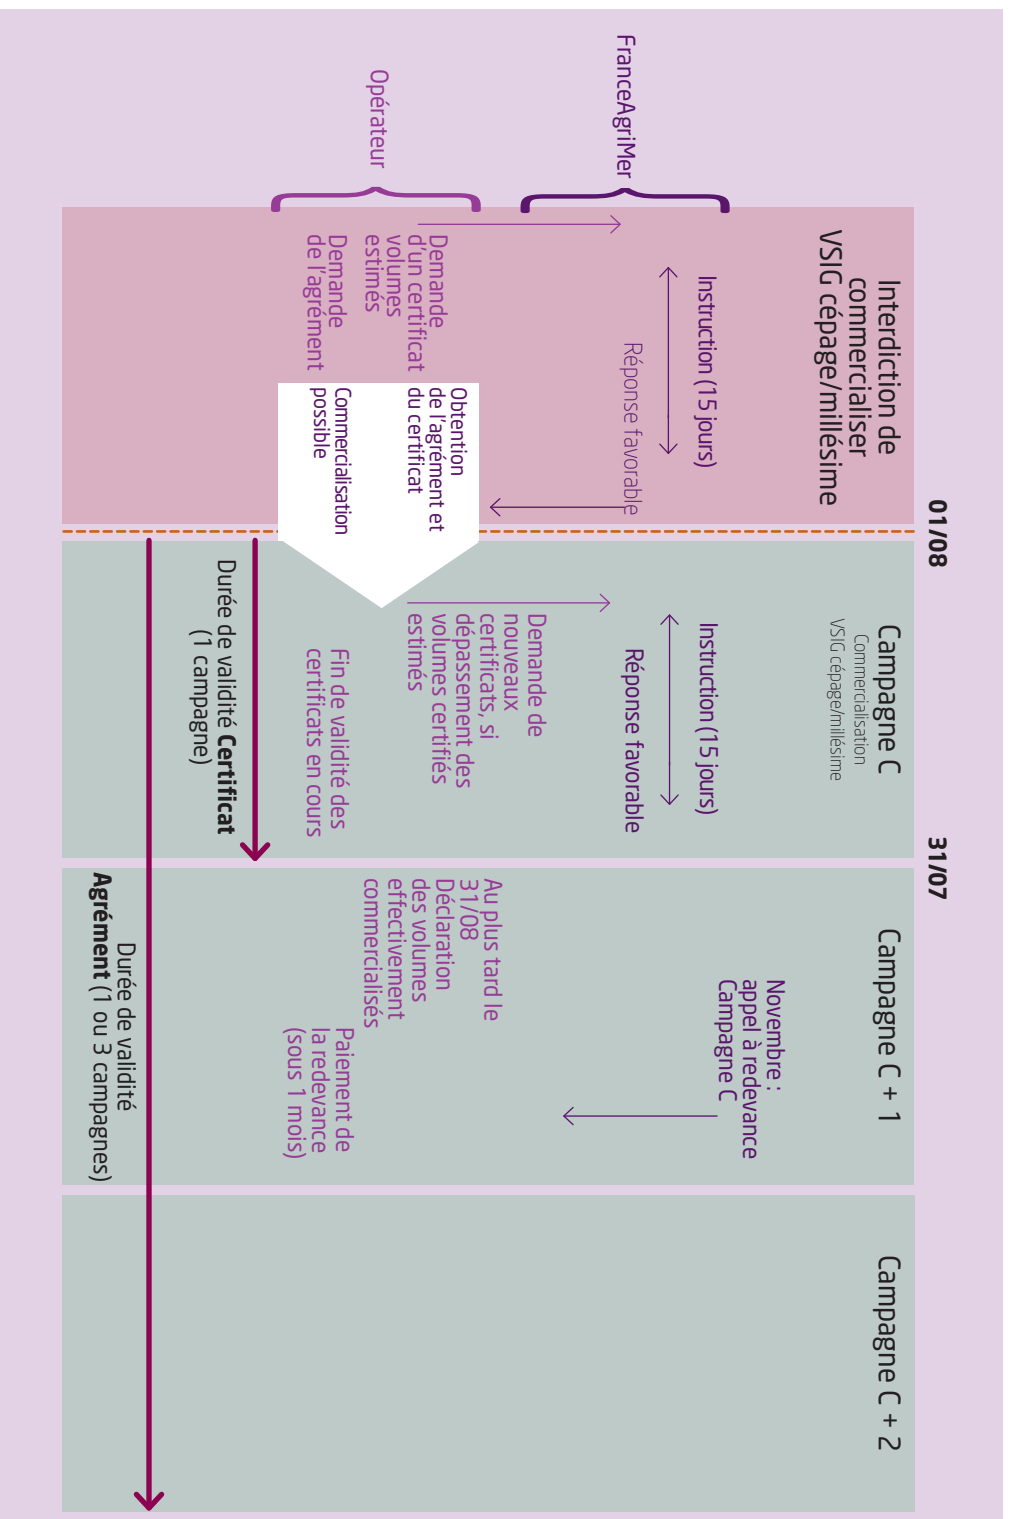 01/08
31/07
Interdiction de
commercialiser
VSIG cépage/millésime
Campagne C
Commercialisation
VSIG cépage/millésime
Campagne C + 1
Campagne C + 2
FranceAgriMer
Instruction (15 jours)
Réponse favorable
Instruction (15 jours)
Réponse favorable
Novembre :
appel à redevance
Campagne C
Opérateur
Demande
d'un certificat
volumes
estimés
Demande
de l'agrément
Obtention
de l'agrément et
du certificat
Commercialisation
possible
Demande de
nouveaux
certificats, si
dépassement des
volumes certifiés
estimés
Fin de validité des
certificats en cours
Au plus tard le
31/08
Déclaration
des volumes
effectivement
commercialisés
Paiement de
la redevance
(sous 1 mois)
Durée de validité Certificat
(1 campagne)
Durée de validité
Agrément (1 ou 3 campagnes)